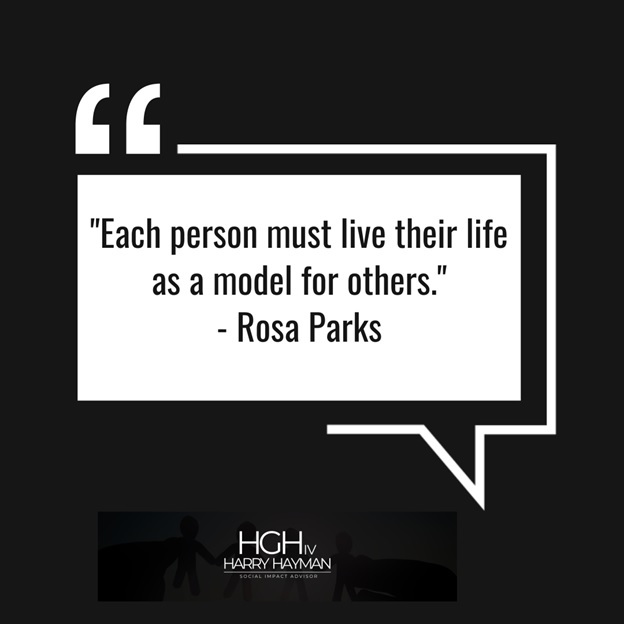 "Each person must live their life
as a model for others."
- Rosa Parks
HGH IV
HARRY HAYMAN
SOCIAL IMPACT ADVISOR